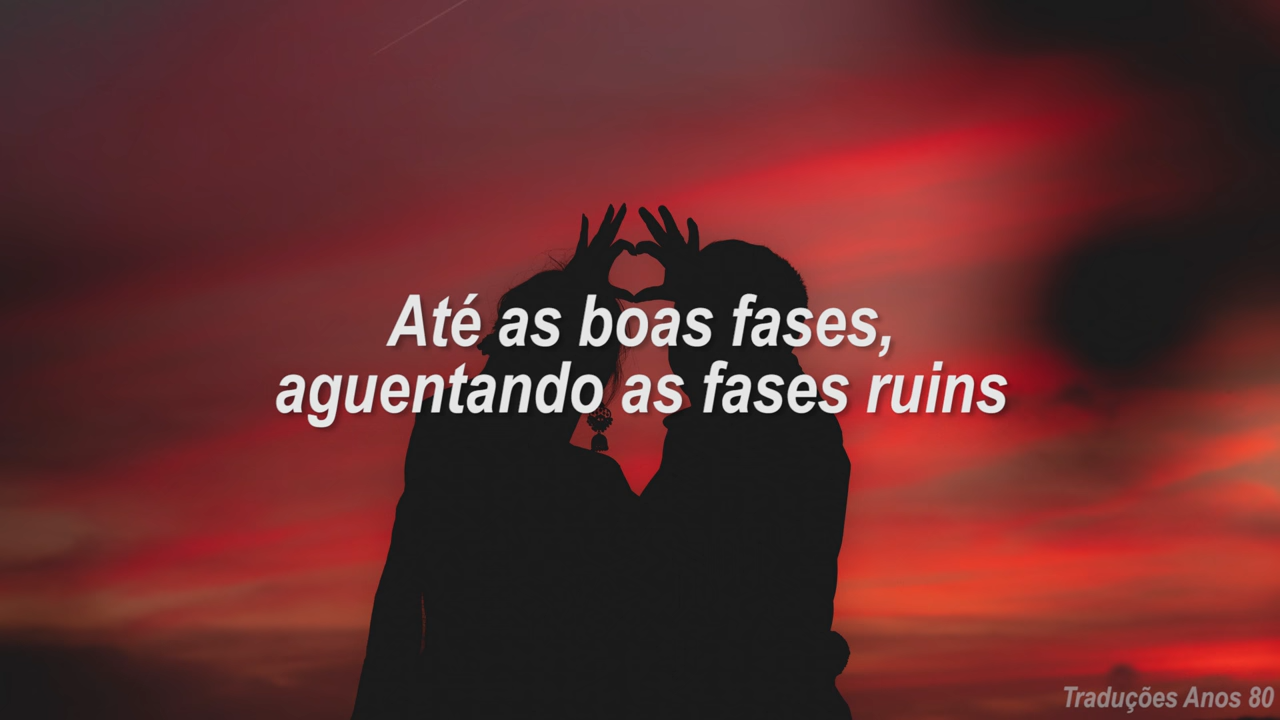 Até as boas fases,
aguentando as fases ruins
Traduções Anos 80